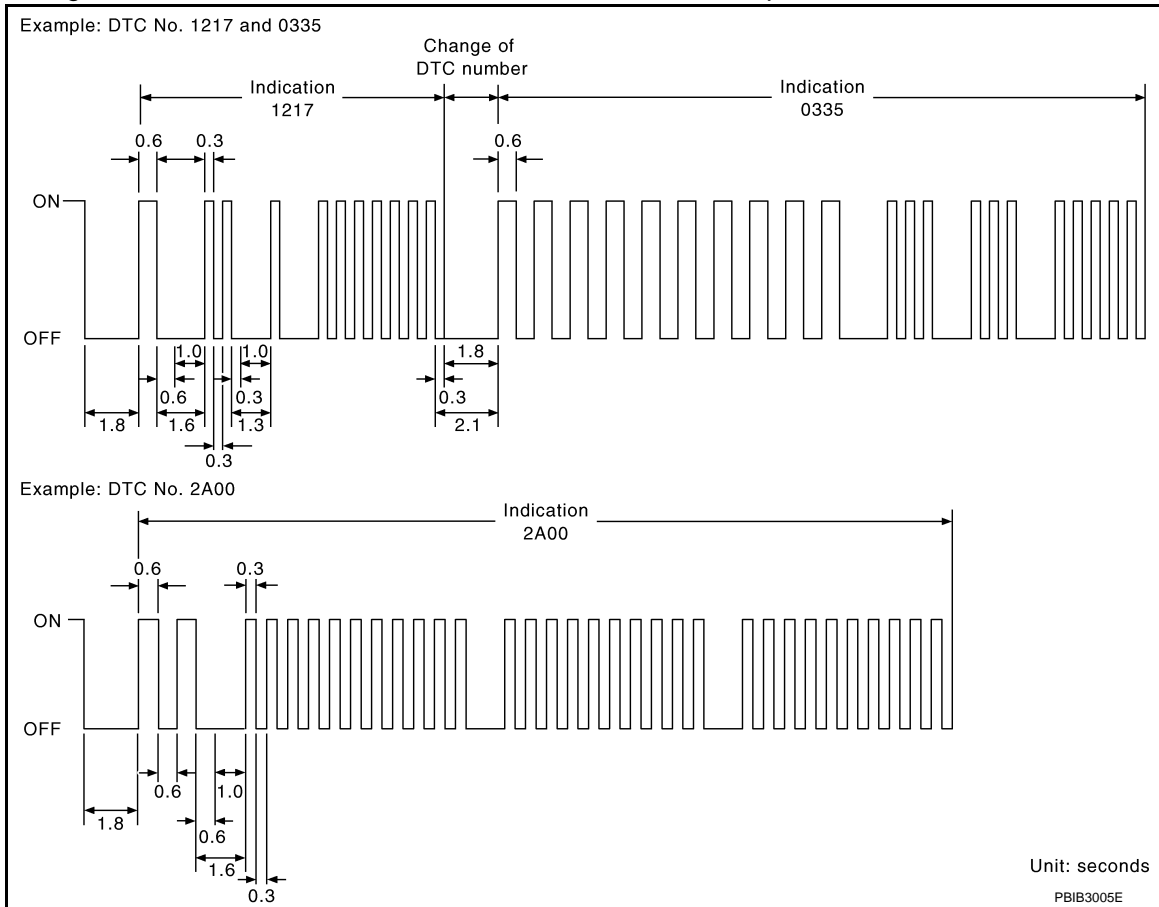 Example: DTC No. 1217 and 0335
Change of
DTC number
Indication
1217
Indication
0335
0.6
0.3
0.6
ON
OFF
1.0
1.0
1.8
0.6
0.3
0.3
1.8
1.6
1.3
2.1
0.3
Example: DTC No. 2A00
Indication
2A00
0.6
0.3
ON
OFF
0.6
1.0
1.8
0.6
1.6
0.3
Unit: seconds
PBIB3005E